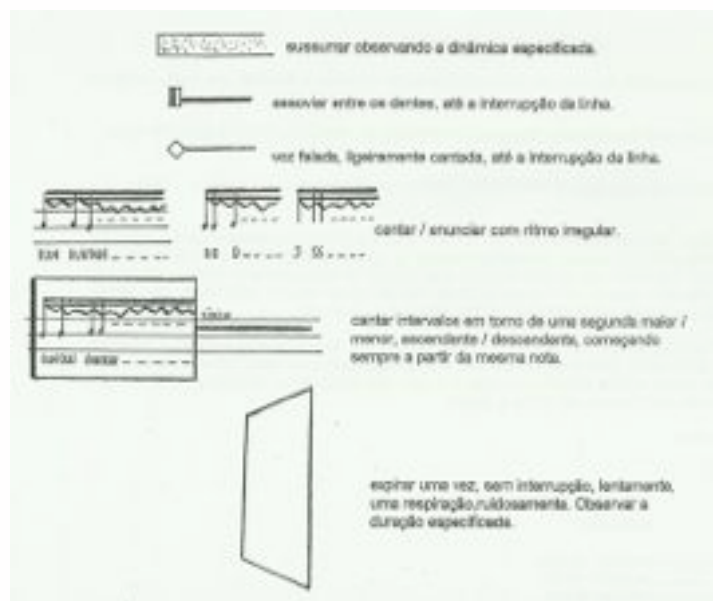 sussurrar observando a dinâmica especificada.
assoviar entre os dentes, até a interrupção da linha.
voz falada, ligeiramente cantada, até a interrupção da linha.
cantar / enunciar com ritmo irregular.
cantar intervalos em torno de uma segunda maior /
menor, ascendente / descendente, começando
sempre a partir da mesma nota.
expirar uma vez, sem interrupção, lentamente,
uma respiração,ruidosamente. Observar a
duração especificada.